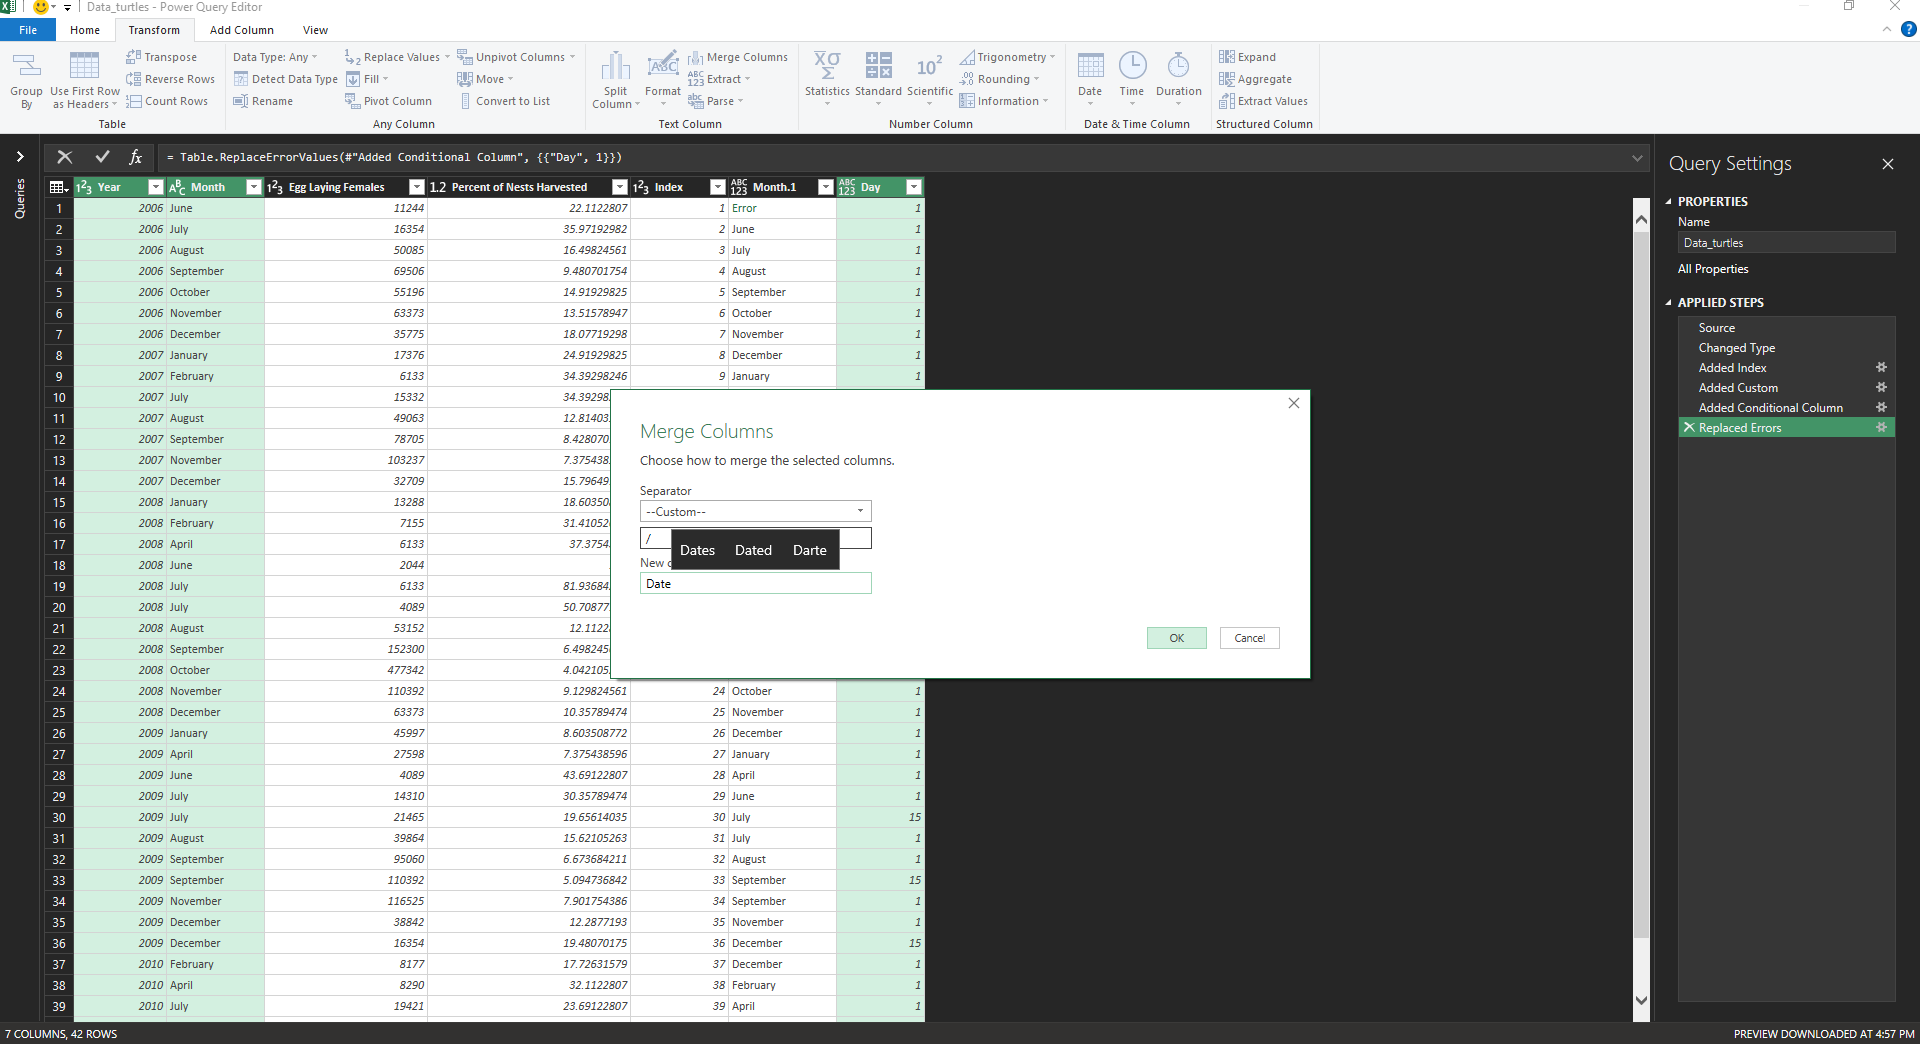 Data_turtles - Power Query Editor
File Home Transform Add Column View
Group By
Use First Row as Headers
Transpose
Reverse Rows
Count Rows
Table
Data Type: Any
Detect Data Type
Rename
Replace Values
Fill
Pivot Column
Unpivot Columns
Move
Convert to List
Any Column
Split Column
Format
Merge Columns
Extract
Parse
Text Column
Statistics
Standard
Scientific
Trigonometry
Rounding
Information
Number Column
Date
Time
Duration
Date & Time Column
Expand
Aggregate
Extract Values
Structured Column
Queries
= Table.ReplaceErrorValues(#"Added Conditional Column", {{"Day", 1}})
Year Month Egg Laying Females Percent of Nests Harvested Index Month.1 Day
1 2006 June 11244 22.1122807 1 Error 1
2 2006 July 16354 35.97192982 2 June 1
3 2006 August 50085 16.49824561 3 July 1
4 2006 September 69506 9.480701754 4 August 1
5 2006 October 55196 14.91929825 5 September 1
6 2006 November 63373 13.51578947 6 October 1
7 2006 December 35775 18.07719298 7 November 1
8 2007 January 17376 24.91929825 8 December 1
9 2007 February 6133 34.39298246 9 January 1
10 2007 July 15332 34.3929
11 2007 August 49063 12.81403
12 2007 September 78705 8.42807
13 2007 November 103237 7.375438
14 2007 December 32709 15.79649
15 2008 January 13288 18.60350
16 2008 February 7155 31.41052
17 2008 April 6133 37.3754
18 2008 June 2044
19 2008 July 6133 81.93684
20 2008 July 4089 50.70877
21 2008 August 53152 12.1122
22 2008 September 152300 6.49824
23 2008 October 477342 4.04210
24 2008 November 110392 9.129824561 24 October 1
25 2008 December 63373 10.35789474 25 November 1
26 2009 January 45997 8.603508772 26 December 1
27 2009 April 27598 7.375438596 27 January 1
28 2009 June 4089 43.69122807 28 April 1
29 2009 July 14310 30.35789474 29 June 1
30 2009 July 21465 19.65614035 30 July 15
31 2009 August 39864 15.62105263 31 July 1
32 2009 September 95060 6.673684211 32 August 1
33 2009 September 110392 5.094736842 33 September 15
34 2009 November 116525 7.901754386 34 September 1
35 2009 December 38842 12.2877193 35 November 1
36 2009 December 16354 19.48070175 36 December 15
37 2010 February 8177 17.72631579 37 December 1
38 2010 April 8290 32.1122807 38 February 1
39 2010 July 19421 23.69122807 39 April 1
Merge Columns
Choose how to merge the selected columns.
Separator
--Custom--
/
Dates Dated Darte
New c
Date
OK Cancel
Query Settings
PROPERTIES
Name
Data_turtles
All Properties
APPLIED STEPS
Source
Changed Type
Added Index
Added Custom
Added Conditional Column
Replaced Errors
7 COLUMNS, 42 ROWS
PREVIEW DOWNLOADED AT 4:57 PM